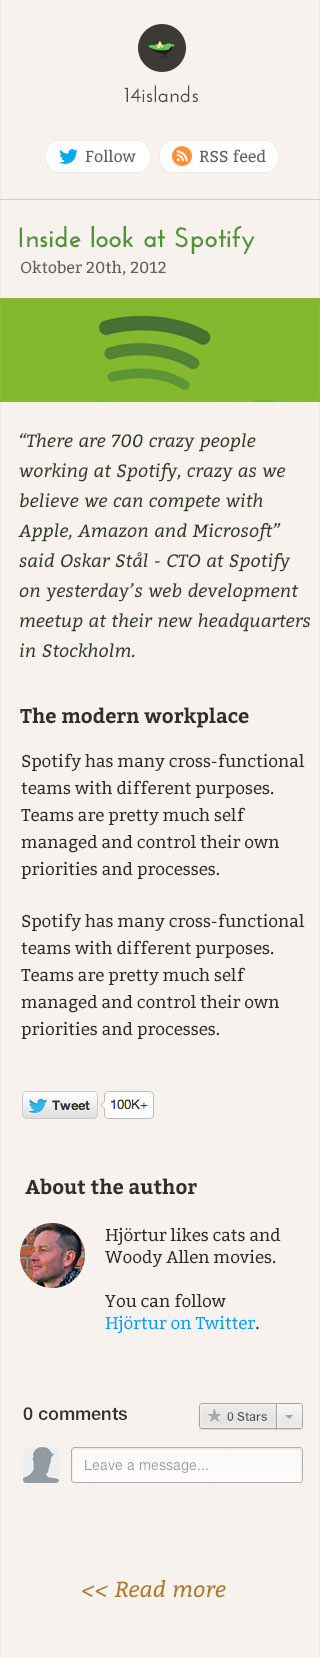 14islands
Follow
RSS feed
Inside look at Spotify
Oktober 20th, 2012
“There are 700 crazy people
working at Spotify, crazy as we
believe we can compete with
Apple, Amazon and Microsoft”
said Oskar Stål - CTO at Spotify
on yesterday’s web development
meetup at their new headquarters
in Stockholm.
The modern workplace
Spotify has many cross-functional
teams with different purposes.
Teams are pretty much self
managed and control their own
priorities and processes.
Spotify has many cross-functional
teams with different purposes.
Teams are pretty much self
managed and control their own
priorities and processes.
Tweet
100K+
About the author
Hjörtur likes cats and
Woody Allen movies.
You can follow
Hjörtur on Twitter.
0 comments
0 Stars
Leave a message...
<< Read more